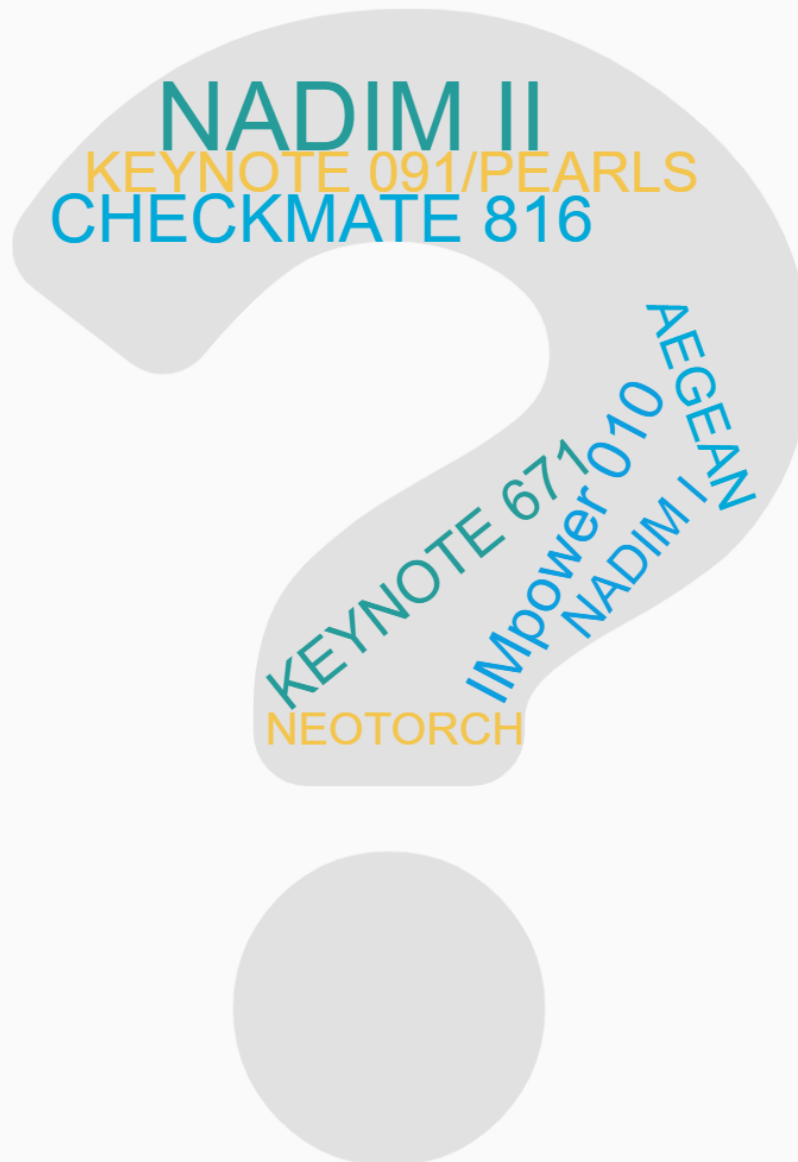 NADIM II
KEYNOTE 091/PEARLS
CHECKMATE 816
AEGEAN
IMpower 010
KEYNOTE 671
NADIM I
NEOTORCH